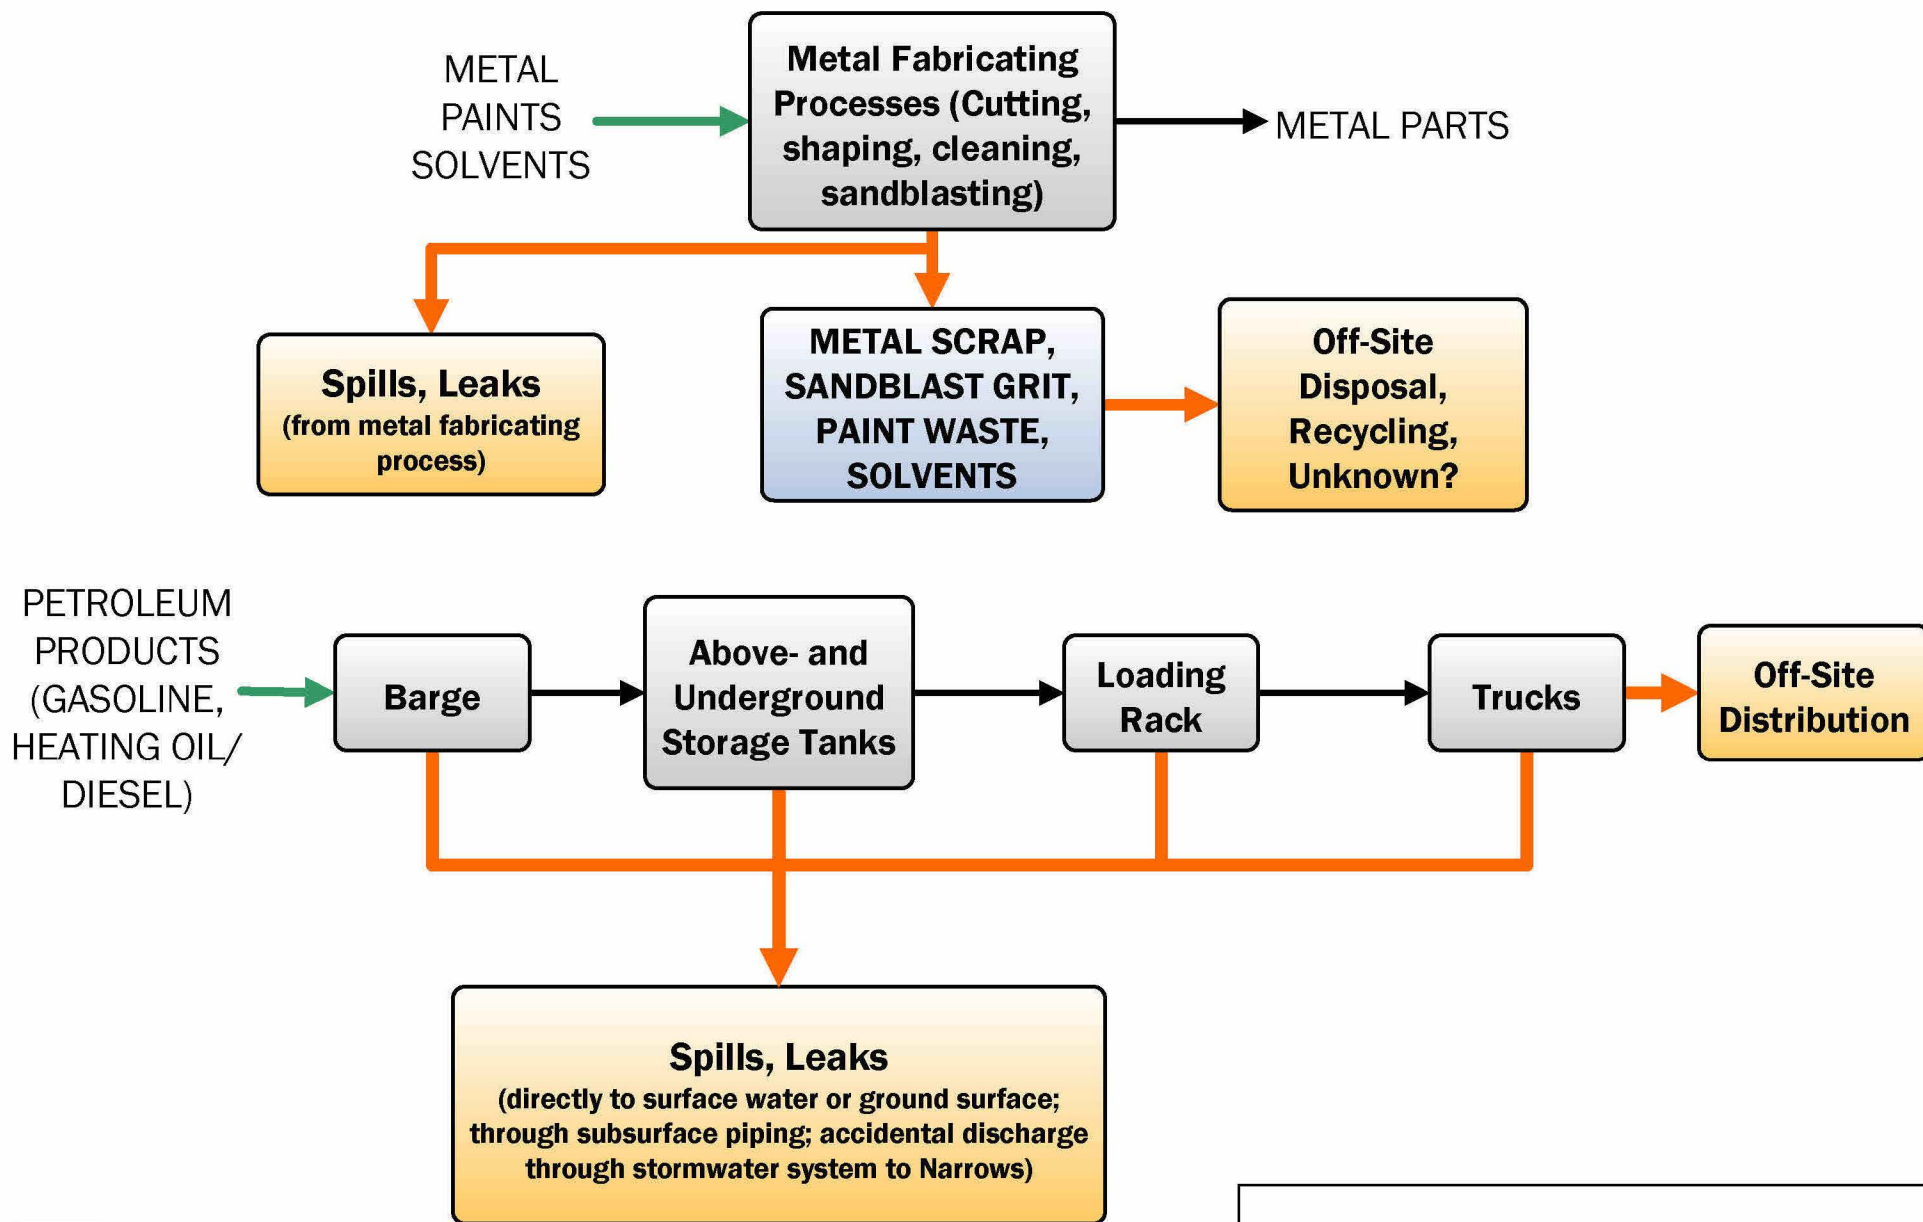 METAL
PAINTS
SOLVENTS
Metal Fabricating
Processes (Cutting,
shaping, cleaning,
sandblasting)
METAL PARTS
Spills, Leaks
(from metal fabricating
process)
METAL SCRAP,
SANDBLAST GRIT,
PAINT WASTE,
SOLVENTS
Off-Site
Disposal,
Recycling,
Unknown?
PETROLEUM
PRODUCTS
(GASOLINE,
HEATING OIL/
DIESEL)
Barge
Above- and
Underground
Storage Tanks
Loading
Rack
Trucks
Off-Site
Distribution
Spills, Leaks
(directly to surface water or ground surface;
through subsurface piping; accidental discharge
through stormwater system to Narrows)